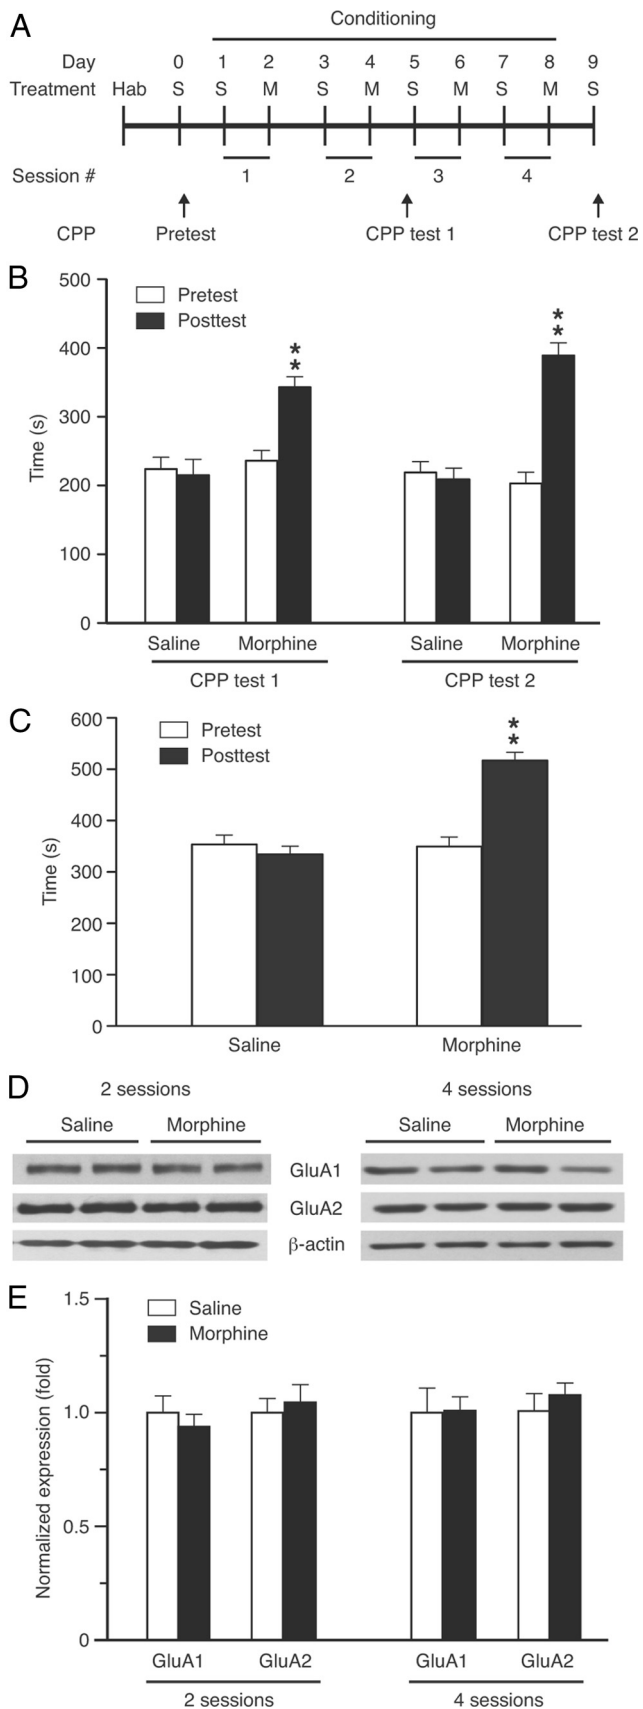 A
Conditioning
Day 0 1 2 3 4 5 6 7 8 9
Treatment Hab S S M S M S M S M S
Session # 1 2 3 4
CPP Pretest CPP test 1 CPP test 2
B
500
400
300
200
100
0
Time (s)
Pretest
Posttest
** **
Saline Morphine Saline Morphine
CPP test 1 CPP test 2
C
600
500
400
300
200
100
0
Time (s)
Pretest
Posttest
**
Saline Morphine
D
2 sessions 4 sessions
Saline Morphine Saline Morphine
GluA1
GluA2
β-actin
E
1.5
1.0
0.5
0
Normalized expression (fold)
Saline
Morphine
GluA1 GluA2 GluA1 GluA2
2 sessions 4 sessions